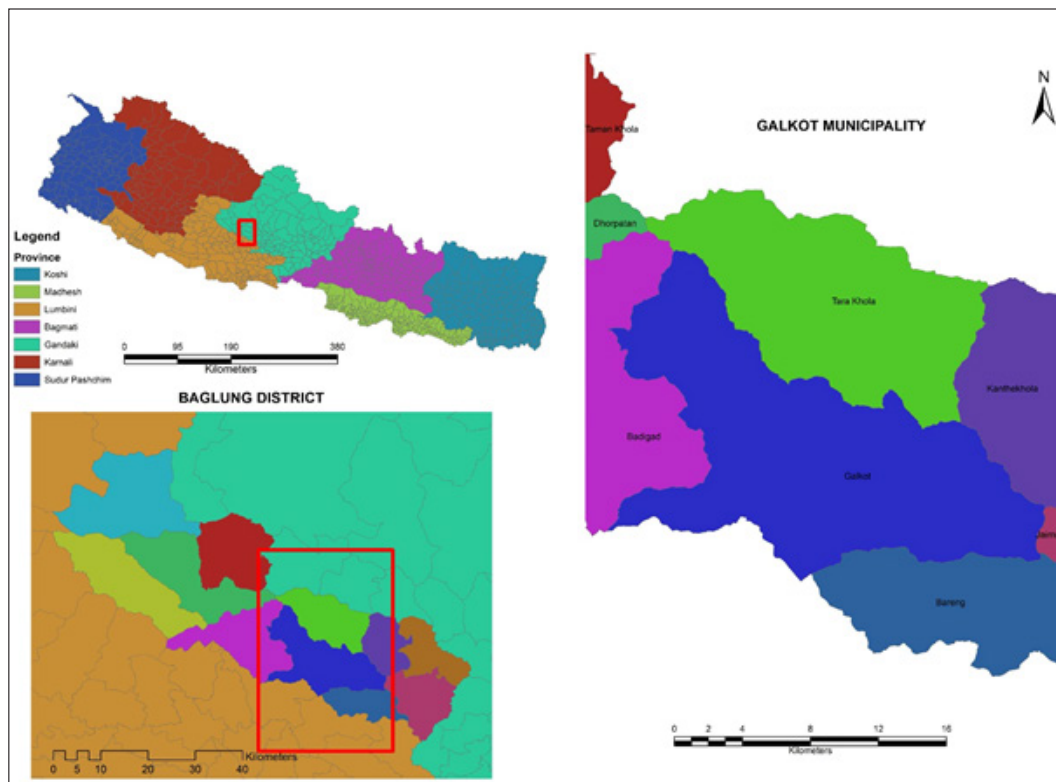 Legend
Province
Koshi
Madhesh
Lumbini
Bagmati
Gandaki
Karnali
Sudur Pashchim
0 95 190 380
Kilometers
BAGLUNG DISTRICT
0 5 10 20 30 40
Kilometers
N
GALKOT MUNICIPALITY
Taman Khola
Dhorpatan
Tara Khola
Kanthekhola
Badigad
Galkot
Bareng
0 2 4 8 12 16
Kilometers